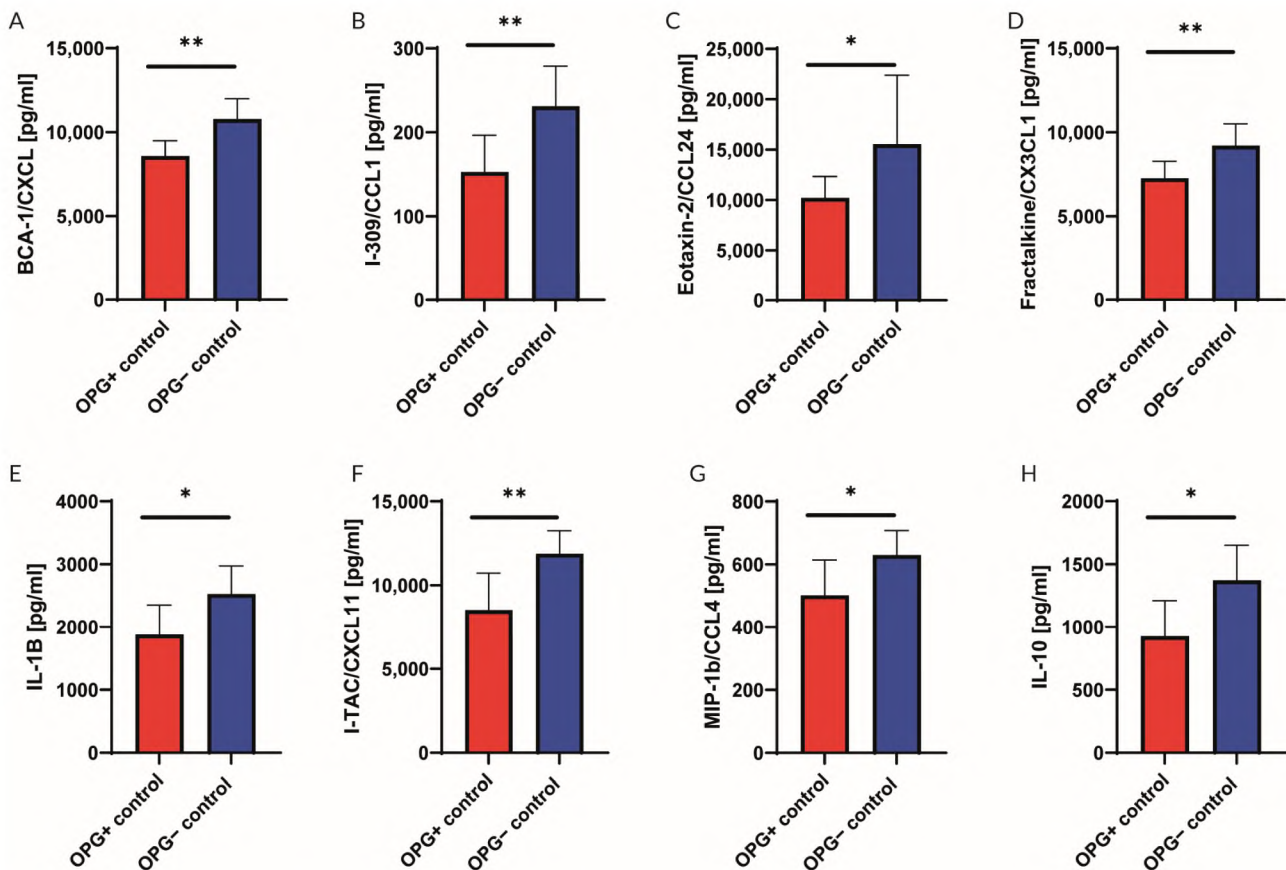 A
BCA-1/CXCL [pg/ml]
15,000
10,000
5,000
0
**
OPG+ control
OPG− control
B
I-309/CCL1 [pg/ml]
300
200
100
0
**
OPG+ control
OPG− control
C
Eotaxin-2/CCL24 [pg/ml]
25,000
20,000
15,000
10,000
5,000
0
*
OPG+ control
OPG− control
D
Fractalkine/CX3CL1 [pg/ml]
15,000
10,000
5,000
0
**
OPG+ control
OPG− control
E
IL-1B [pg/ml]
4000
3000
2000
1000
0
*
OPG+ control
OPG− control
F
I-TAC/CXCL11 [pg/ml]
15,000
10,000
5,000
0
**
OPG+ control
OPG− control
G
MIP-1b/CCL4 [pg/ml]
800
600
400
200
0
*
OPG+ control
OPG− control
H
IL-10 [pg/ml]
2000
1500
1000
500
0
*
OPG+ control
OPG− control